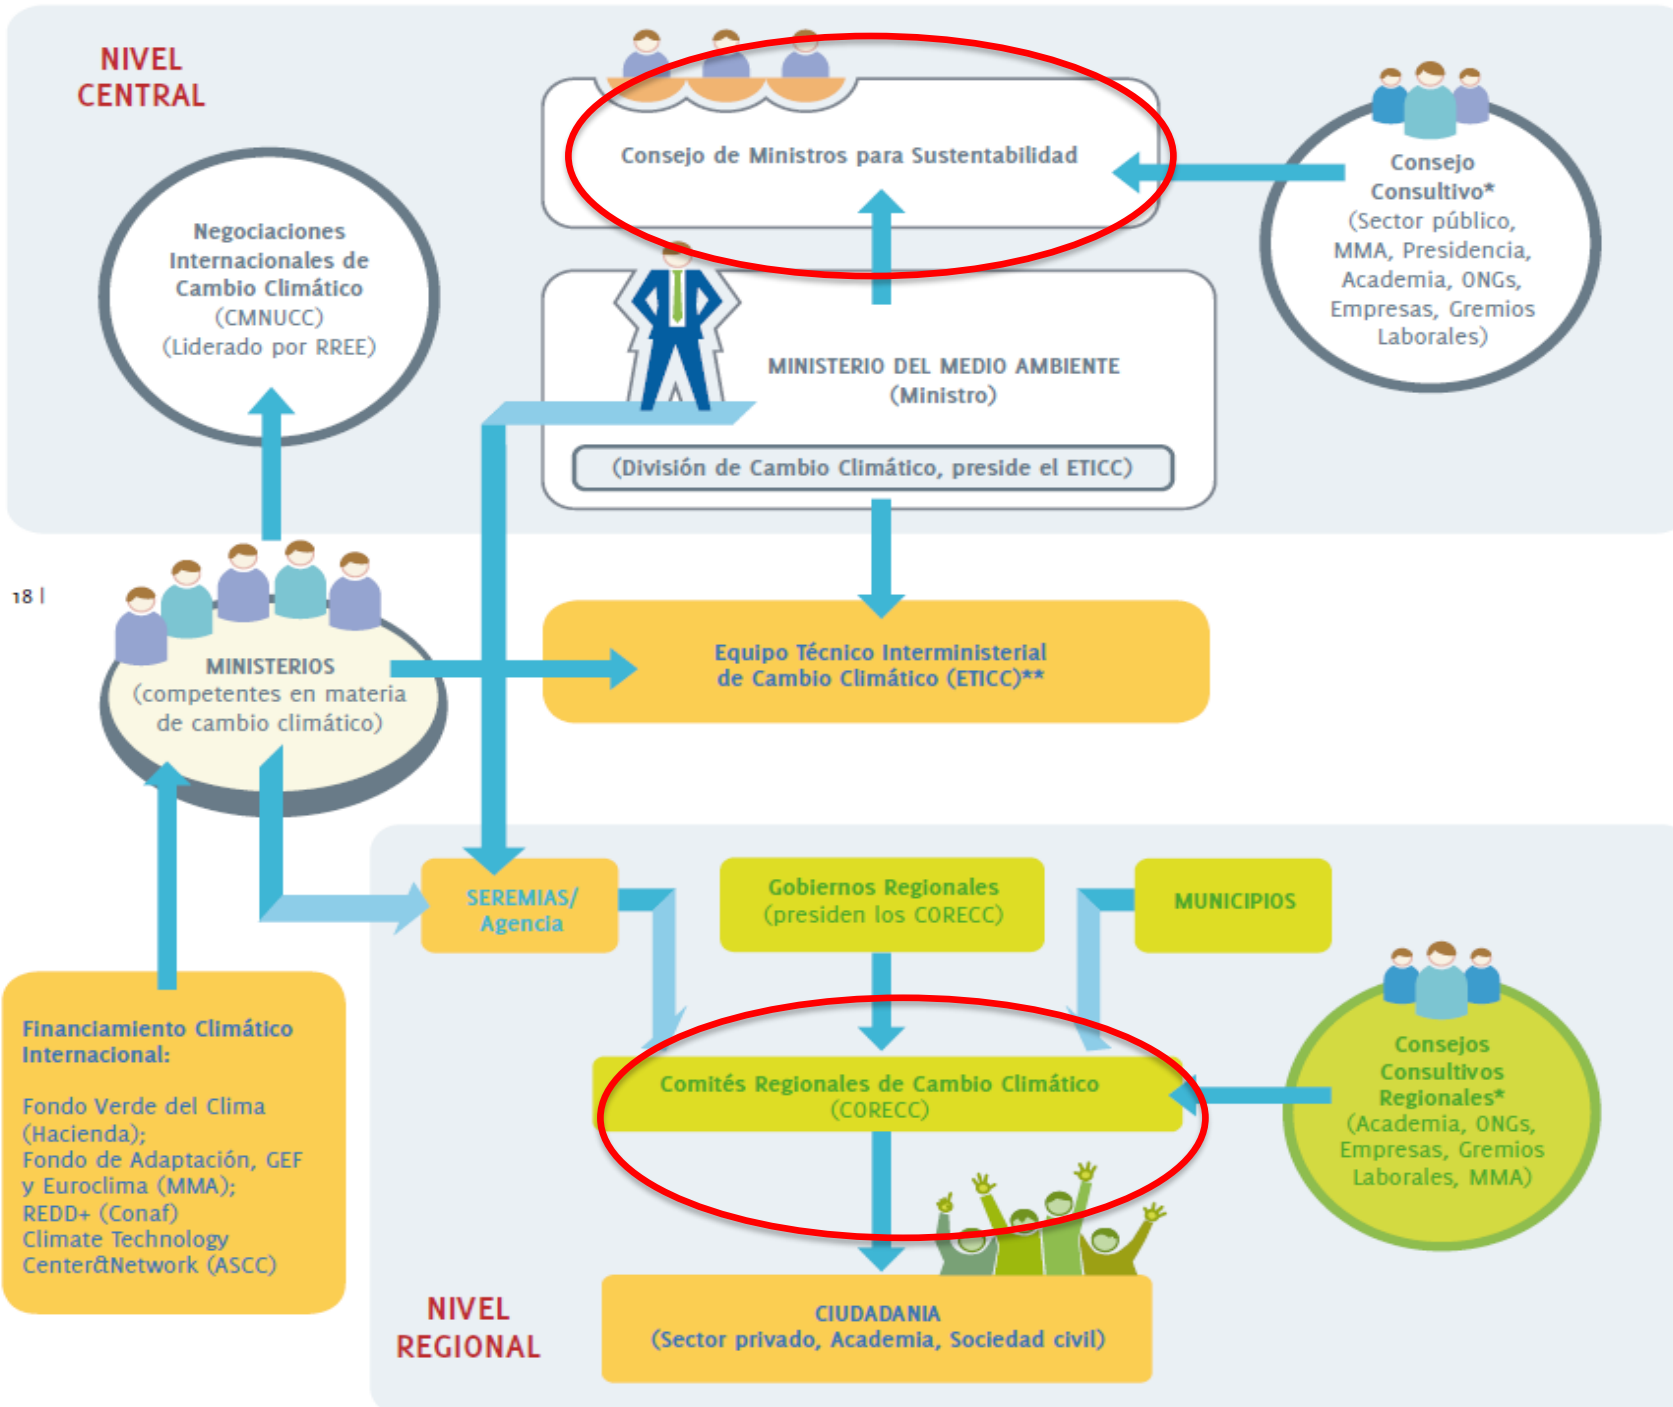 NIVEL
CENTRAL
Consejo de Ministros para Sustentabilidad
Consejo
Consultivo*
(Sector público,
MMA, Presidencia,
Academia, ONGs,
Empresas, Gremios
Laborales)
Negociaciones
Internacionales de
Cambio Climático
(CMNUCC)
(Liderado por RREE)
MINISTERIO DEL MEDIO AMBIENTE
(Ministro)
(División de Cambio Climático, preside el ETICC)
18 |
MINISTERIOS
(competentes en materia
de cambio climático)
Equipo Técnico Interministerial
de Cambio Climático (ETICC)**
SEREMIAS/
Agencia
Gobiernos Regionales
(presiden los CORECC)
MUNICIPIOS
Financiamiento Climático
Internacional:
Fondo Verde del Clima
(Hacienda);
Fondo de Adaptación, GEF
y Euroclima (MMA);
REDD+ (Conaf)
Climate Technology
Center&Network (ASCC)
Comités Regionales de Cambio Climático
(CORECC)
Consejos
Consultivos
Regionales*
(Academia, ONGs,
Empresas, Gremios
Laborales, MMA)
NIVEL
REGIONAL
CIUDADANIA
(Sector privado, Academia, Sociedad civil)